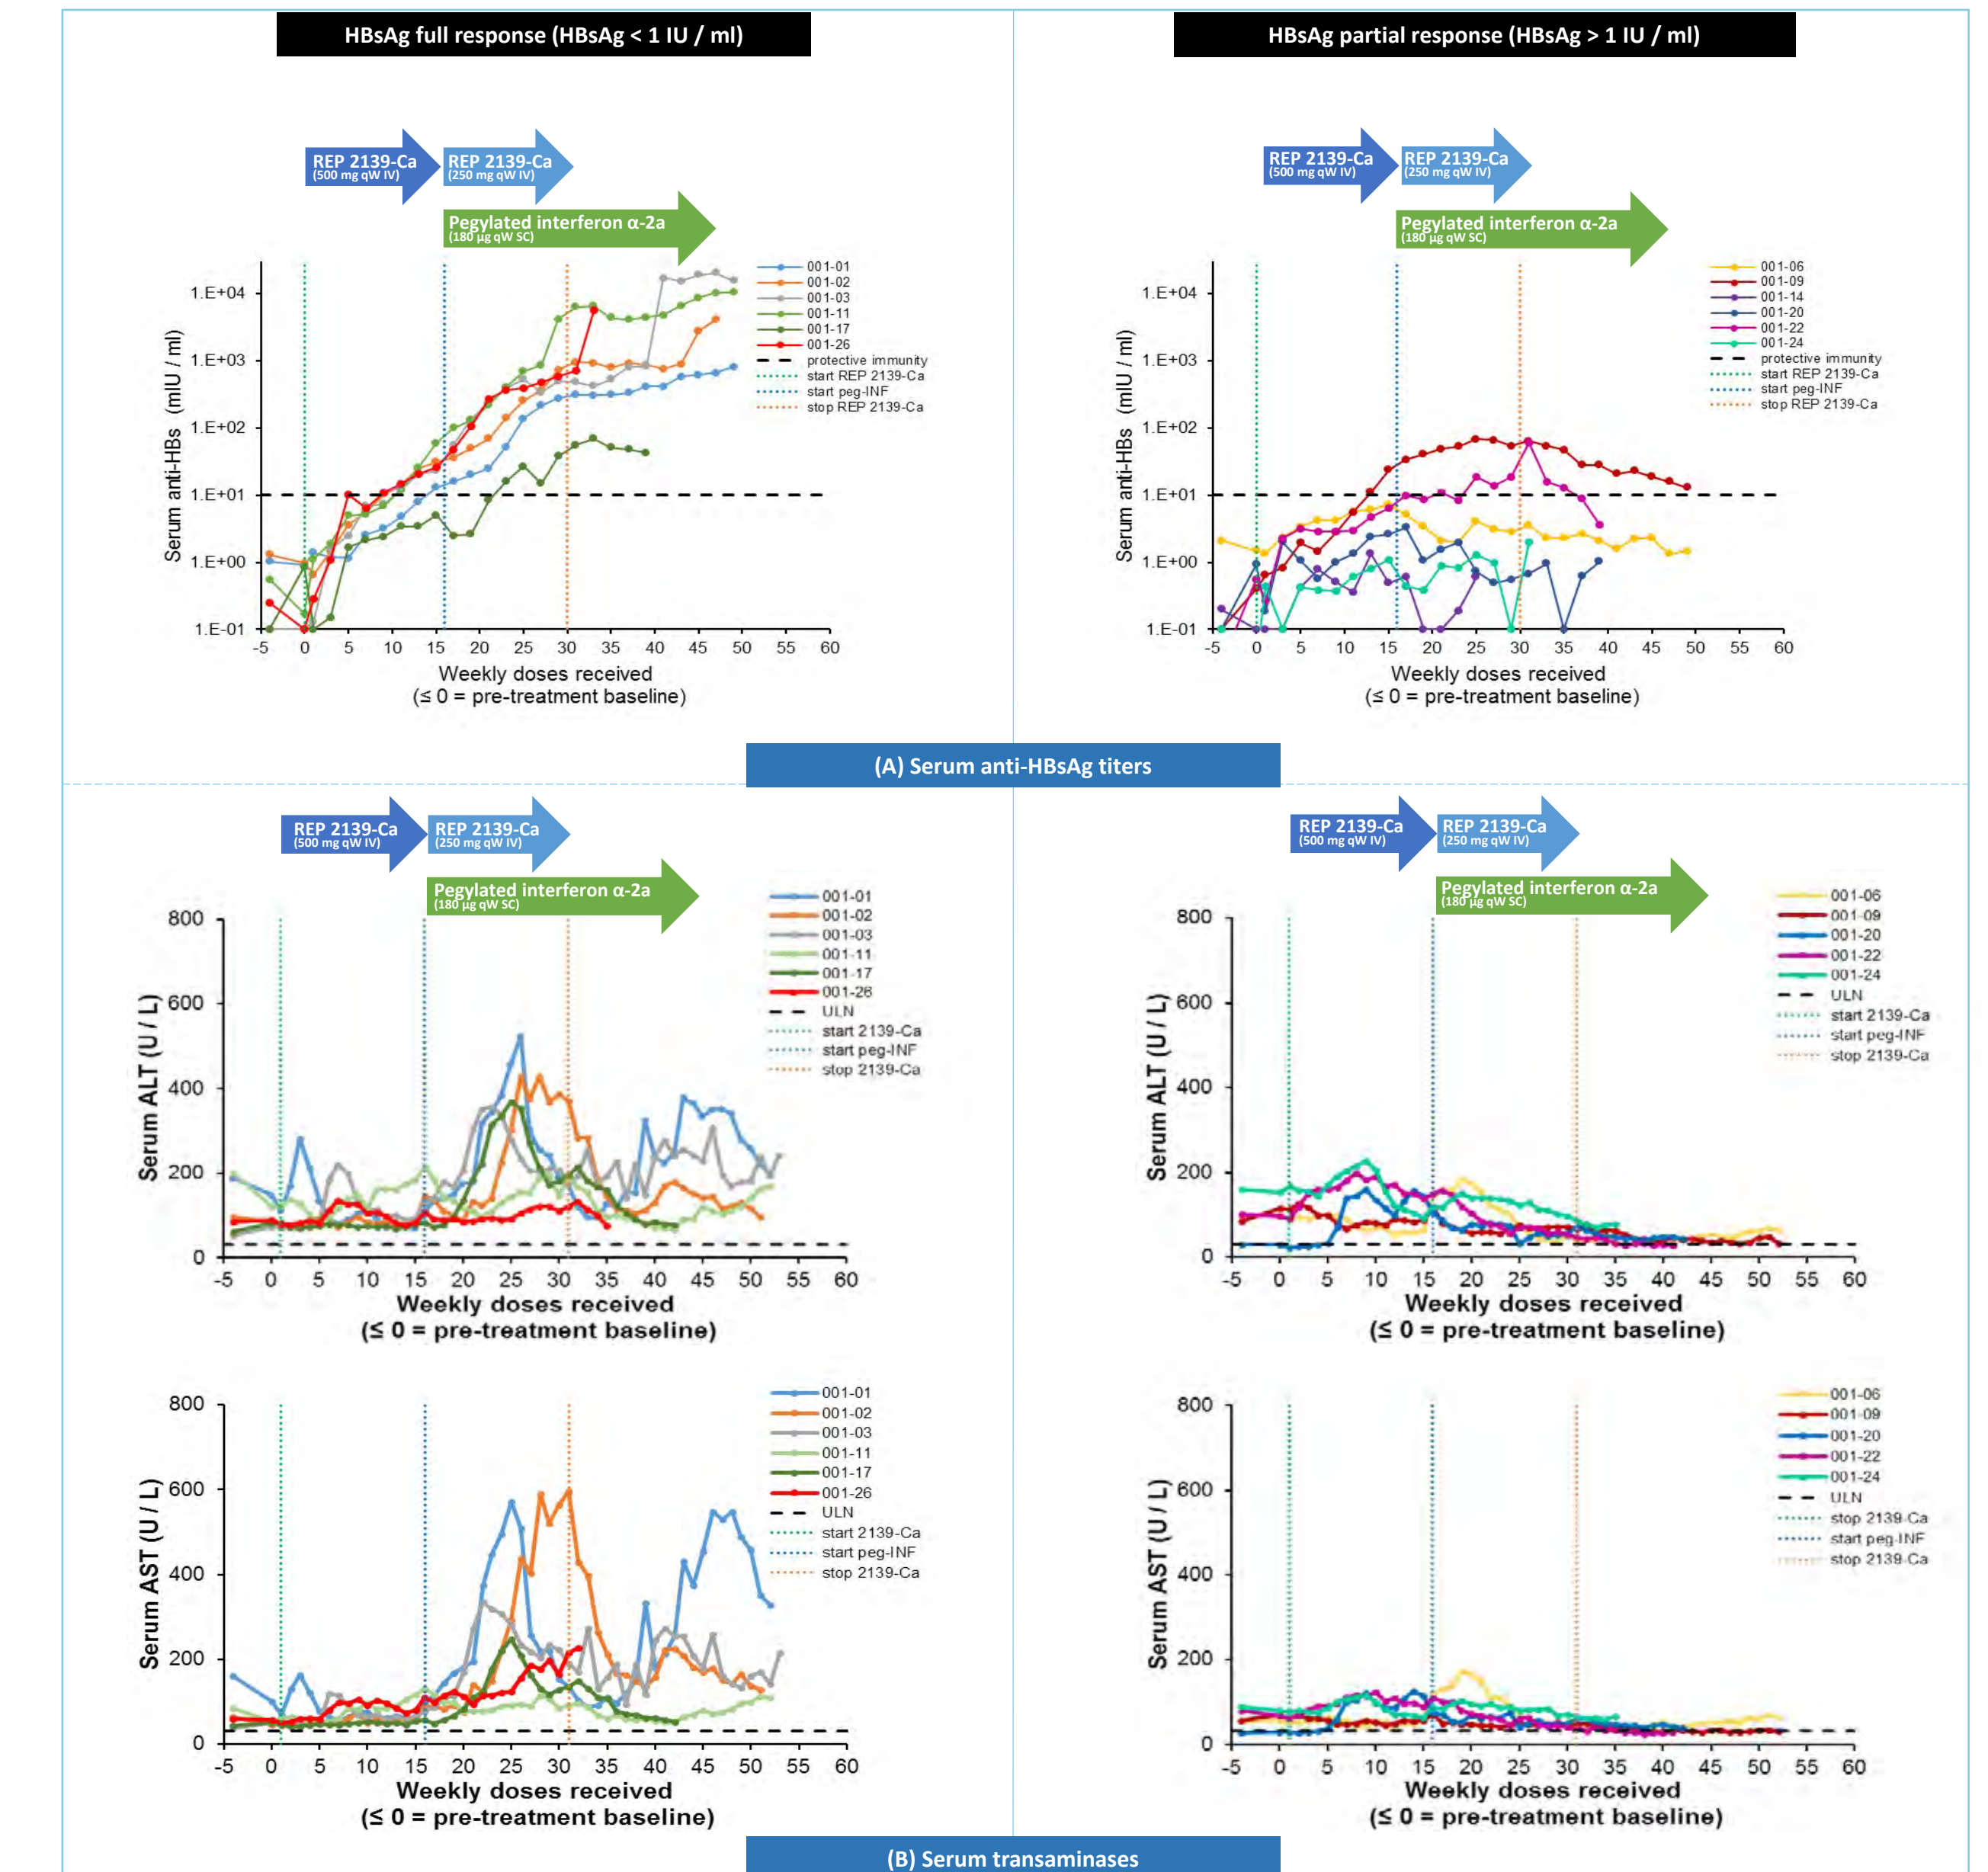 HBsAg full response (HBsAg < 1 IU / ml)
HBsAg partial response (HBsAg > 1 IU / ml)
REP 2139-Ca
(500 mg qW IV)
REP 2139-Ca
(250 mg qW IV)
Pegylated interferon α-2a
(180 µg qW SC)
001-01
001-02
001-03
001-11
001-17
001-26
protective immunity
start REP 2139-Ca
start peg-INF
stop REP 2139-Ca
1.E+04
1.E+03
1.E+02
1.E+01
1.E+00
1.E-01
Serum anti-HBs (mIU / ml)
-5 0 5 10 15 20 25 30 35 40 45 50 55 60
Weekly doses received
(≤ 0 = pre-treatment baseline)
REP 2139-Ca
(500 mg qW IV)
REP 2139-Ca
(250 mg qW IV)
Pegylated interferon α-2a
(180 µg qW SC)
001-06
001-09
001-14
001-20
001-22
001-24
protective immunity
start REP 2139-Ca
start peg-INF
stop REP 2139-Ca
1.E+04
1.E+03
1.E+02
1.E+01
1.E+00
1.E-01
Serum anti-HBs (mIU / ml)
-5 0 5 10 15 20 25 30 35 40 45 50 55 60
Weekly doses received
(≤ 0 = pre-treatment baseline)
(A) Serum anti-HBsAg titers
REP 2139-Ca
(500 mg qW IV)
REP 2139-Ca
(250 mg qW IV)
Pegylated interferon α-2a
(180 µg qW SC)
001-01
001-02
001-03
001-11
001-17
001-26
ULN
start 2139-Ca
start peg-INF
stop 2139-Ca
800
600
400
200
0
Serum ALT (U / L)
-5 0 5 10 15 20 25 30 35 40 45 50 55 60
Weekly doses received
(≤ 0 = pre-treatment baseline)
REP 2139-Ca
(500 mg qW IV)
REP 2139-Ca
(250 mg qW IV)
Pegylated interferon α-2a
(180 µg qW SC)
001-06
001-09
001-20
001-22
001-24
ULN
start 2139-Ca
start peg-INF
stop 2139-Ca
800
600
400
200
0
Serum ALT (U / L)
-5 0 5 10 15 20 25 30 35 40 45 50 55 60
Weekly doses received
(≤ 0 = pre-treatment baseline)
001-01
001-02
001-03
001-11
001-17
001-26
ULN
start 2139-Ca
start peg-INF
stop 2139-Ca
800
600
400
200
0
Serum AST (U / L)
-5 0 5 10 15 20 25 30 35 40 45 50 55 60
Weekly doses received
(≤ 0 = pre-treatment baseline)
001-06
001-09
001-20
001-22
001-24
ULN
stop 2139-Ca
start peg-INF
stop 2139-Ca
800
600
400
200
0
Serum AST (U / L)
-5 0 5 10 15 20 25 30 35 40 45 50 55 60
Weekly doses received
(≤ 0 = pre-treatment baseline)
(B) Serum transaminases